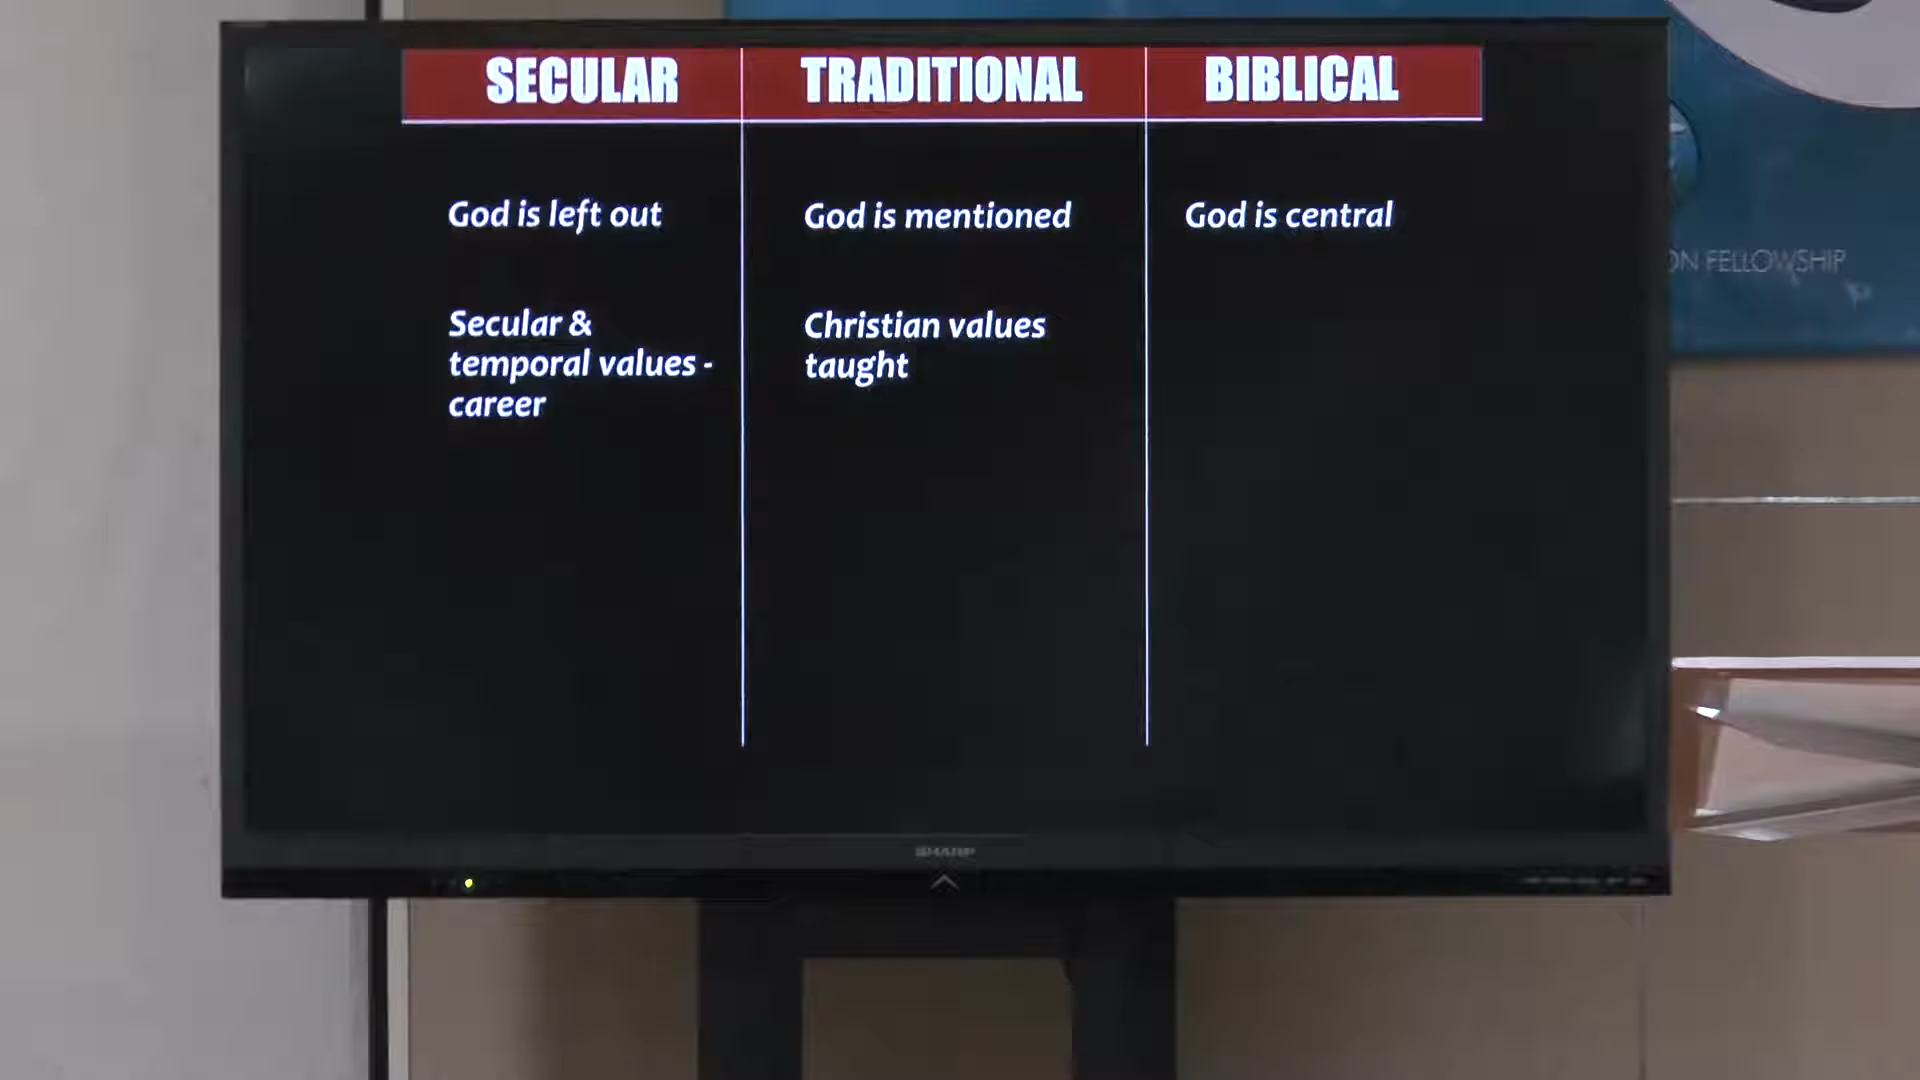 SECULAR TRADITIONAL BIBLICAL
God is left out
God is mentioned
God is central
Secular &
temporal values -
career
Christian values
taught
ON FELLOWSHIP
SHARP